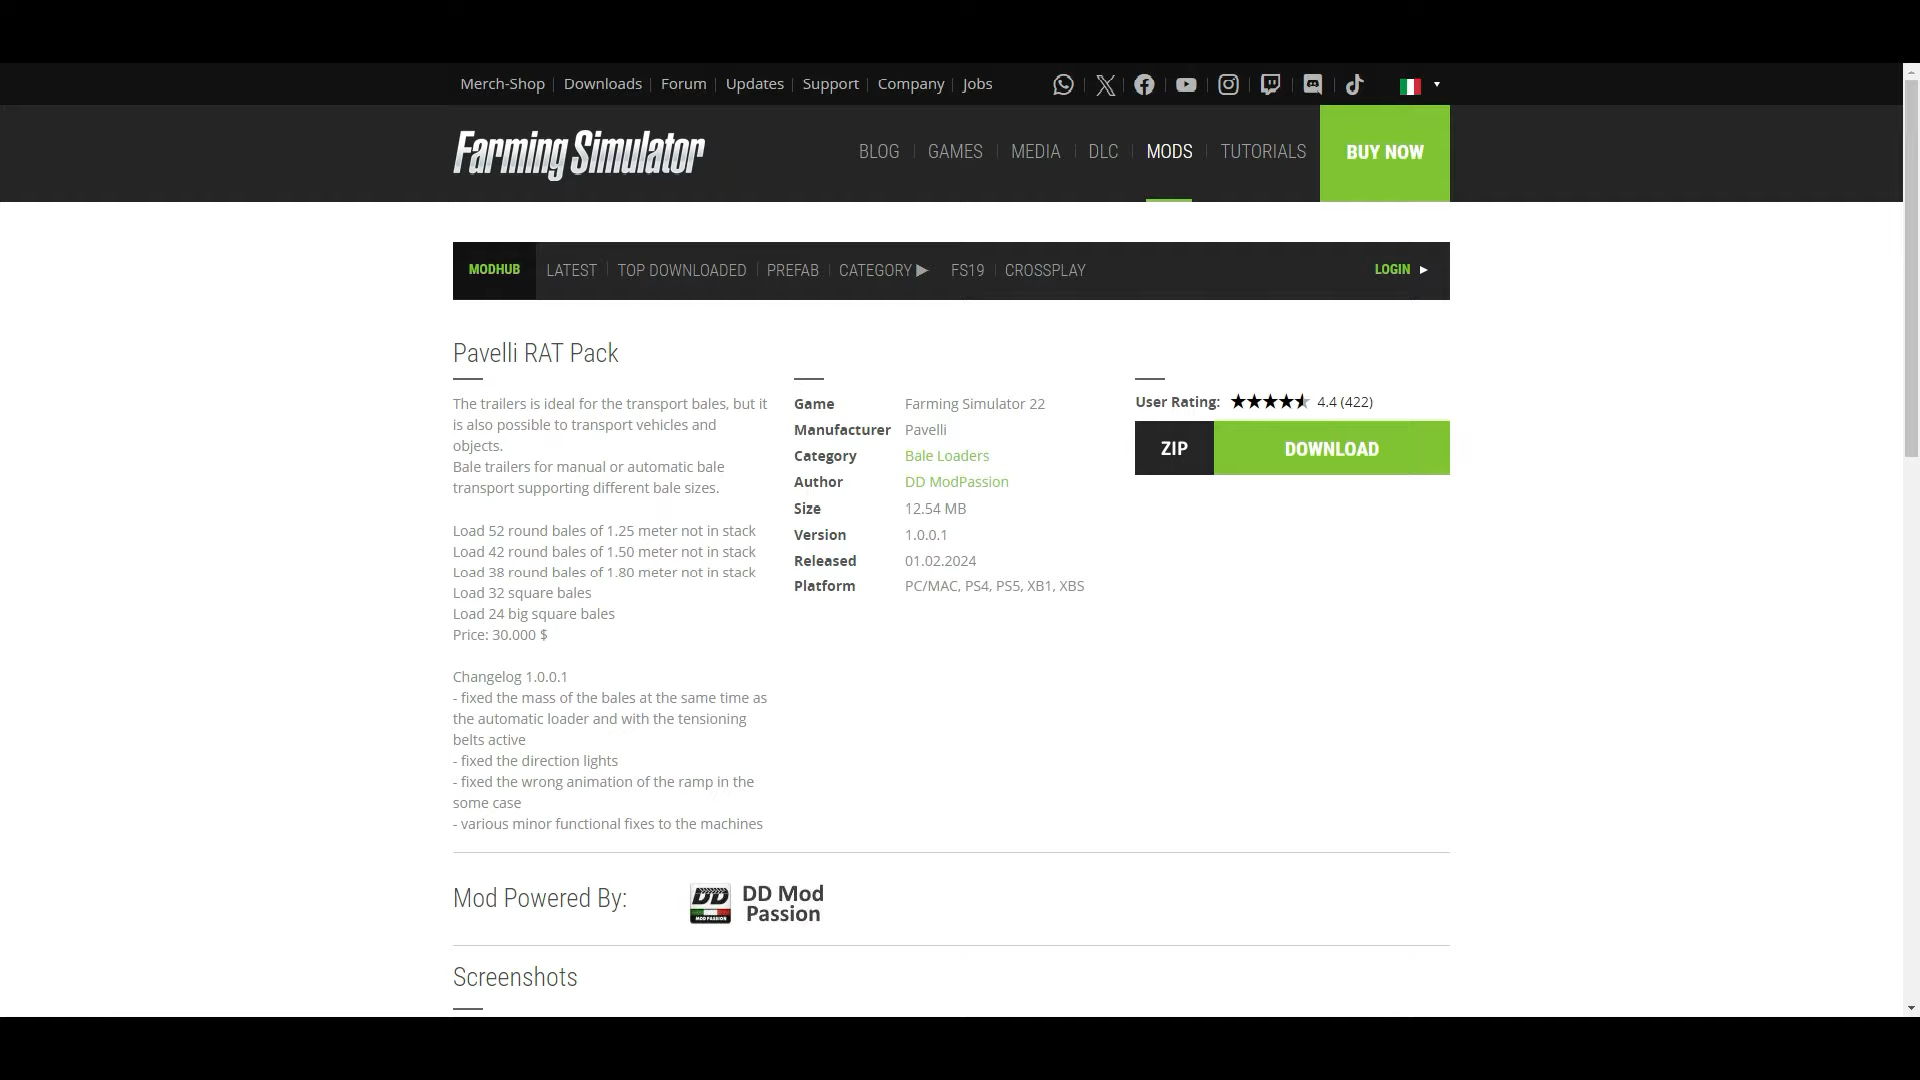 Merch-Shop Downloads Forum Updates Support Company Jobs
Farming Simulator
BLOG GAMES MEDIA DLC MODS TUTORIALS BUY NOW
MODHUB LATEST TOP DOWNLOADED PREFAB CATEGORY FS19 CROSSPLAY LOGIN
Pavelli RAT Pack
The trailers is ideal for the transport bales, but it
is also possible to transport vehicles and
objects.
Bale trailers for manual or automatic bale
transport supporting different bale sizes.
Load 52 round bales of 1.25 meter not in stack
Load 42 round bales of 1.50 meter not in stack
Load 38 round bales of 1.80 meter not in stack
Load 32 square bales
Load 24 big square bales
Price: 30.000 $
Changelog 1.0.0.1
- fixed the mass of the bales at the same time as
the automatic loader and with the tensioning
belts active
- fixed the direction lights
- fixed the wrong animation of the ramp in the
some case
- various minor functional fixes to the machines
Game Farming Simulator 22
Manufacturer Pavelli
Category Bale Loaders
Author DD ModPassion
Size 12.54 MB
Version 1.0.0.1
Released 01.02.2024
Platform PC/MAC, PS4, PS5, XB1, XBS
User Rating: 4.4 (422)
ZIP DOWNLOAD
Mod Powered By:
DD
MOD PASSION
DD Mod
Passion
Screenshots